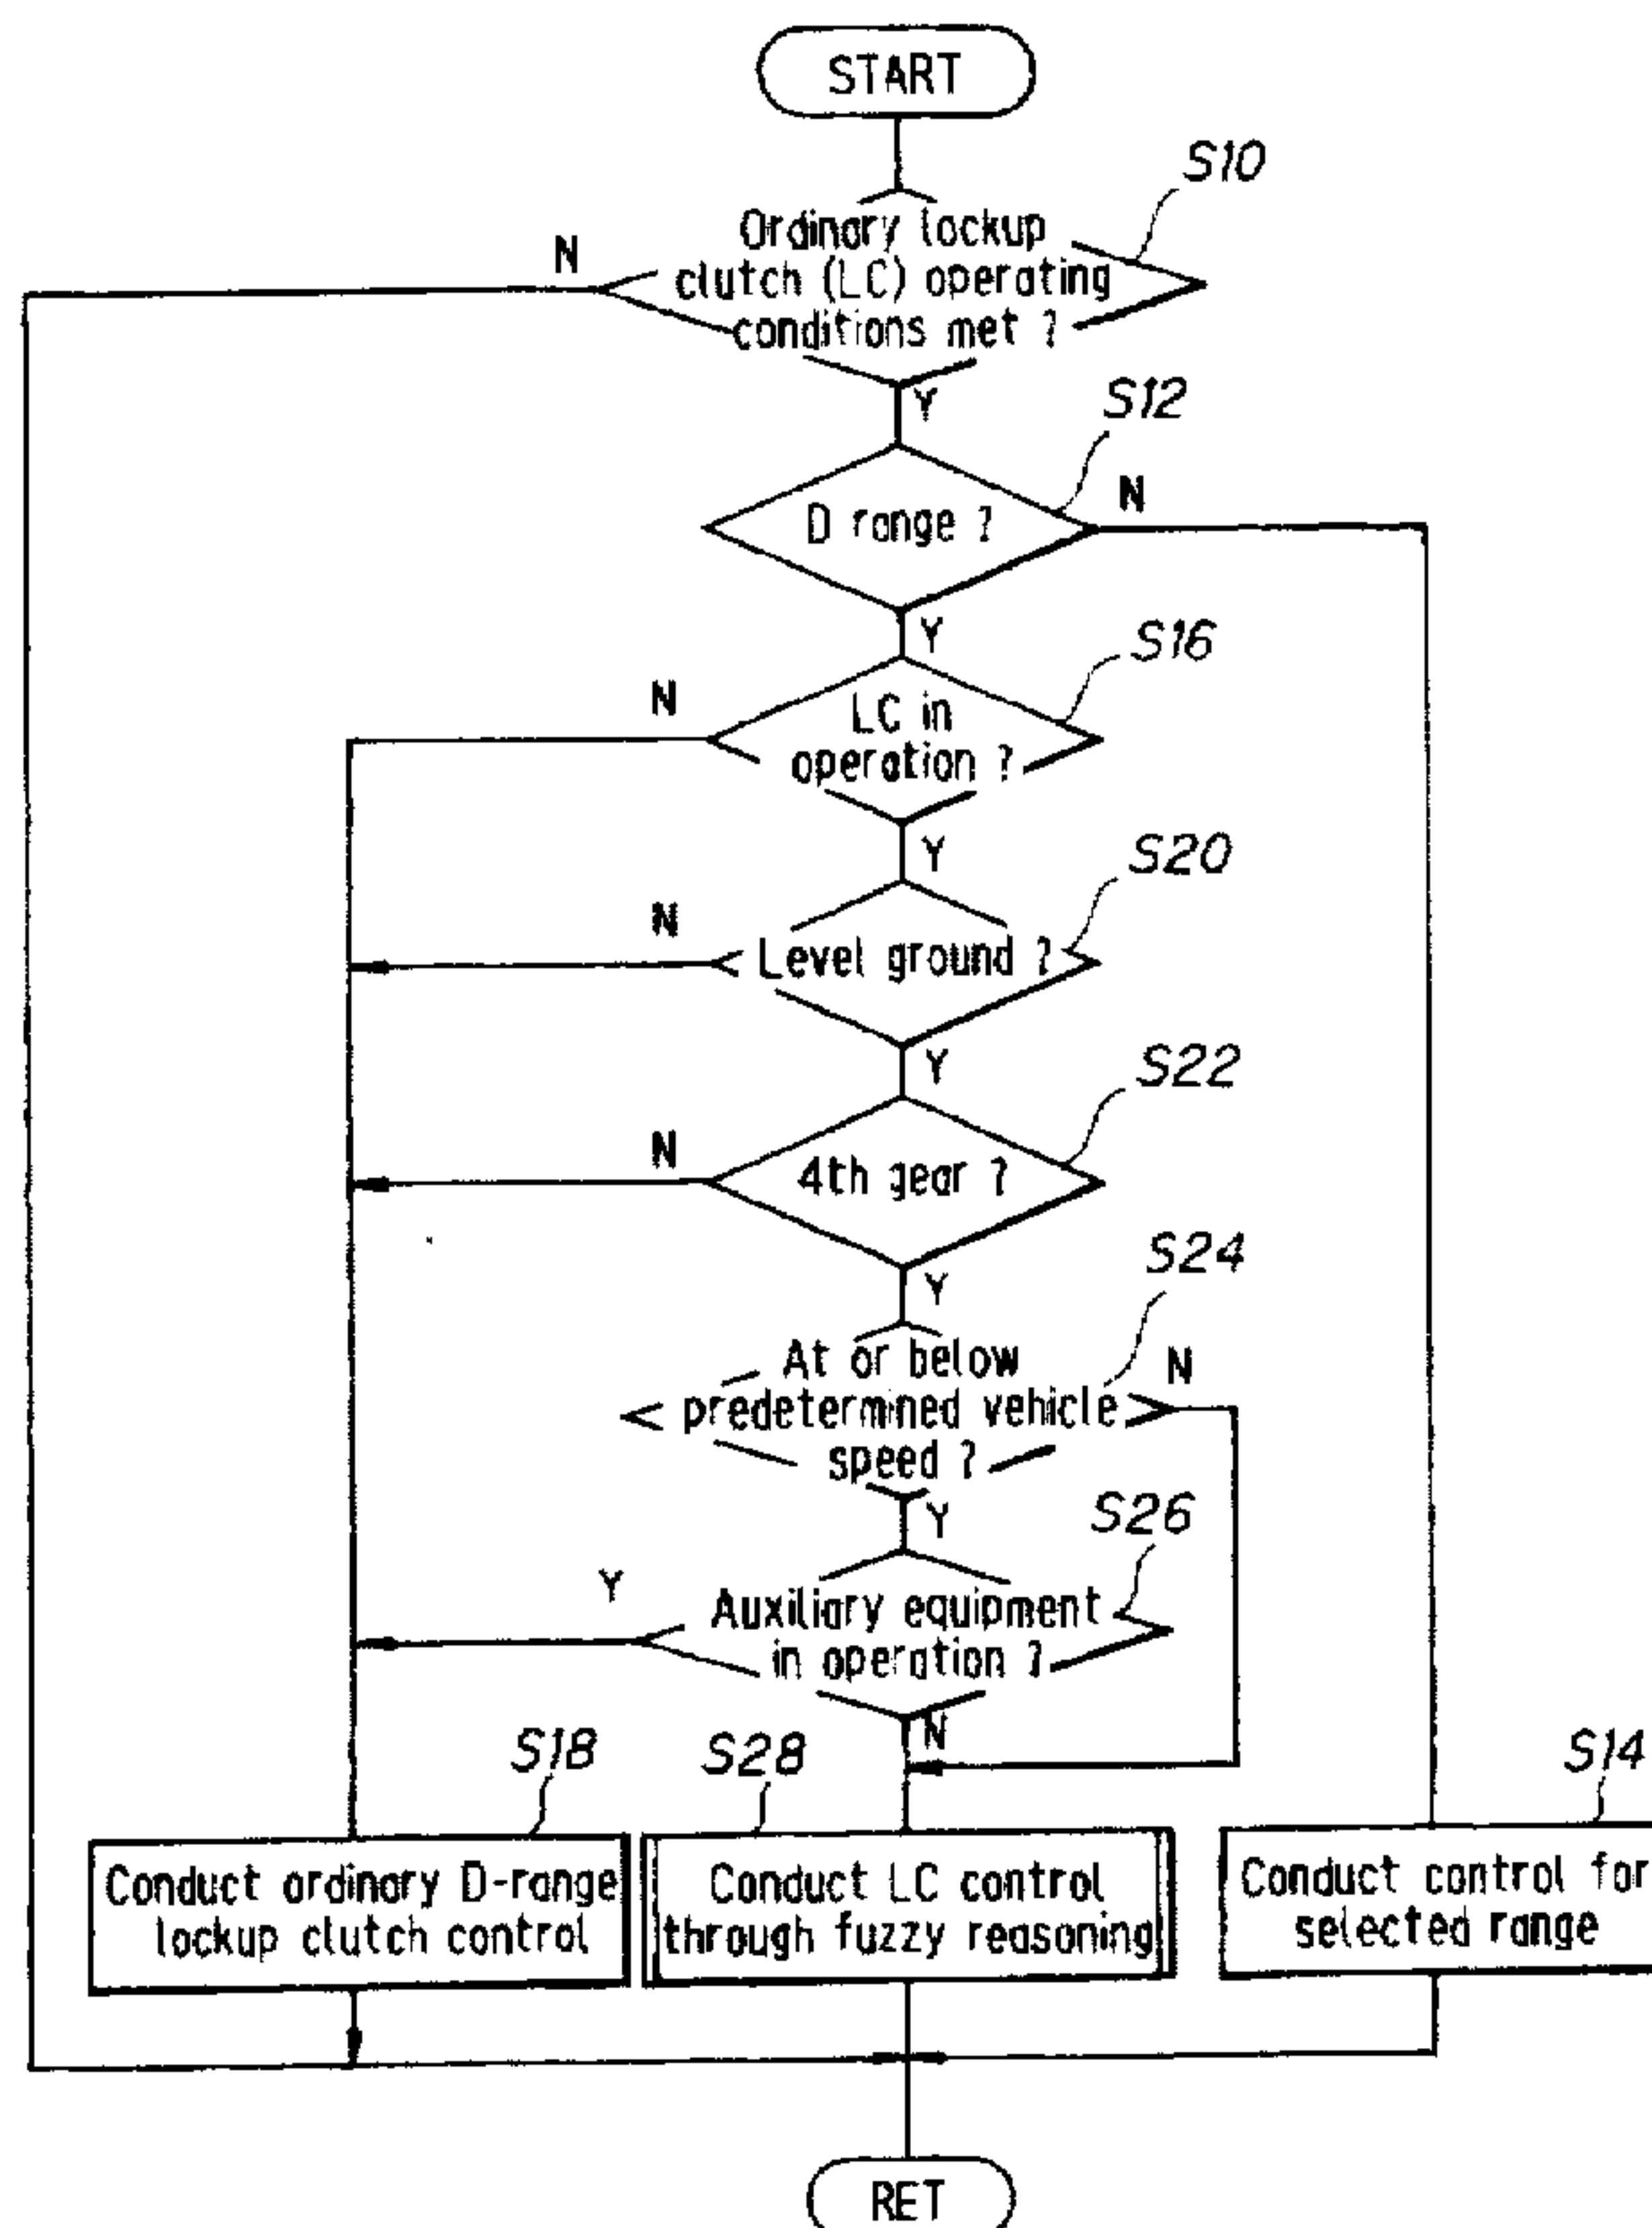 START
S10
N
Ordinary lockup
clutch (LC) operating
conditions met ?
Y
S12
D range ?
N
Y
S16
N
LC in
operation ?
Y
S20
N
Level ground ?
Y
S22
N
4th gear ?
Y
S24
At or below
N
predetermined vehicle
speed ?
Y
S26
Y
Auxiliary equipment
in operation ?
N
S18
S28
S14
Conduct ordinary D-range
lockup clutch control
Conduct LC control
through fuzzy reasoning
Conduct control for
selected range
RET